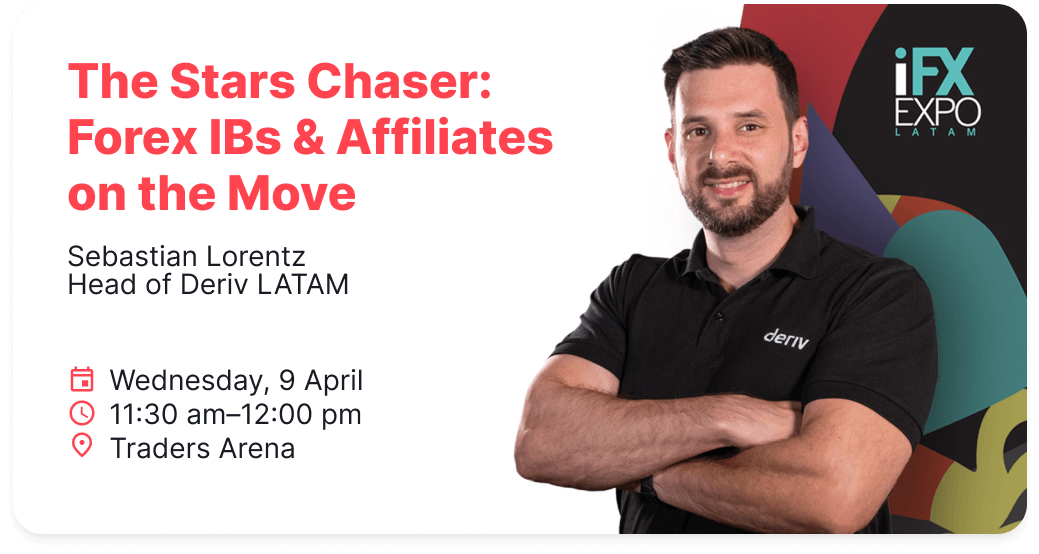 The Stars Chaser:
Forex IBs & Affiliates
on the Move
Sebastian Lorentz
Head of Deriv LATAM
Wednesday, 9 April
11:30 am–12:00 pm
Traders Arena
iFX
EXPO
LATAM
deriv